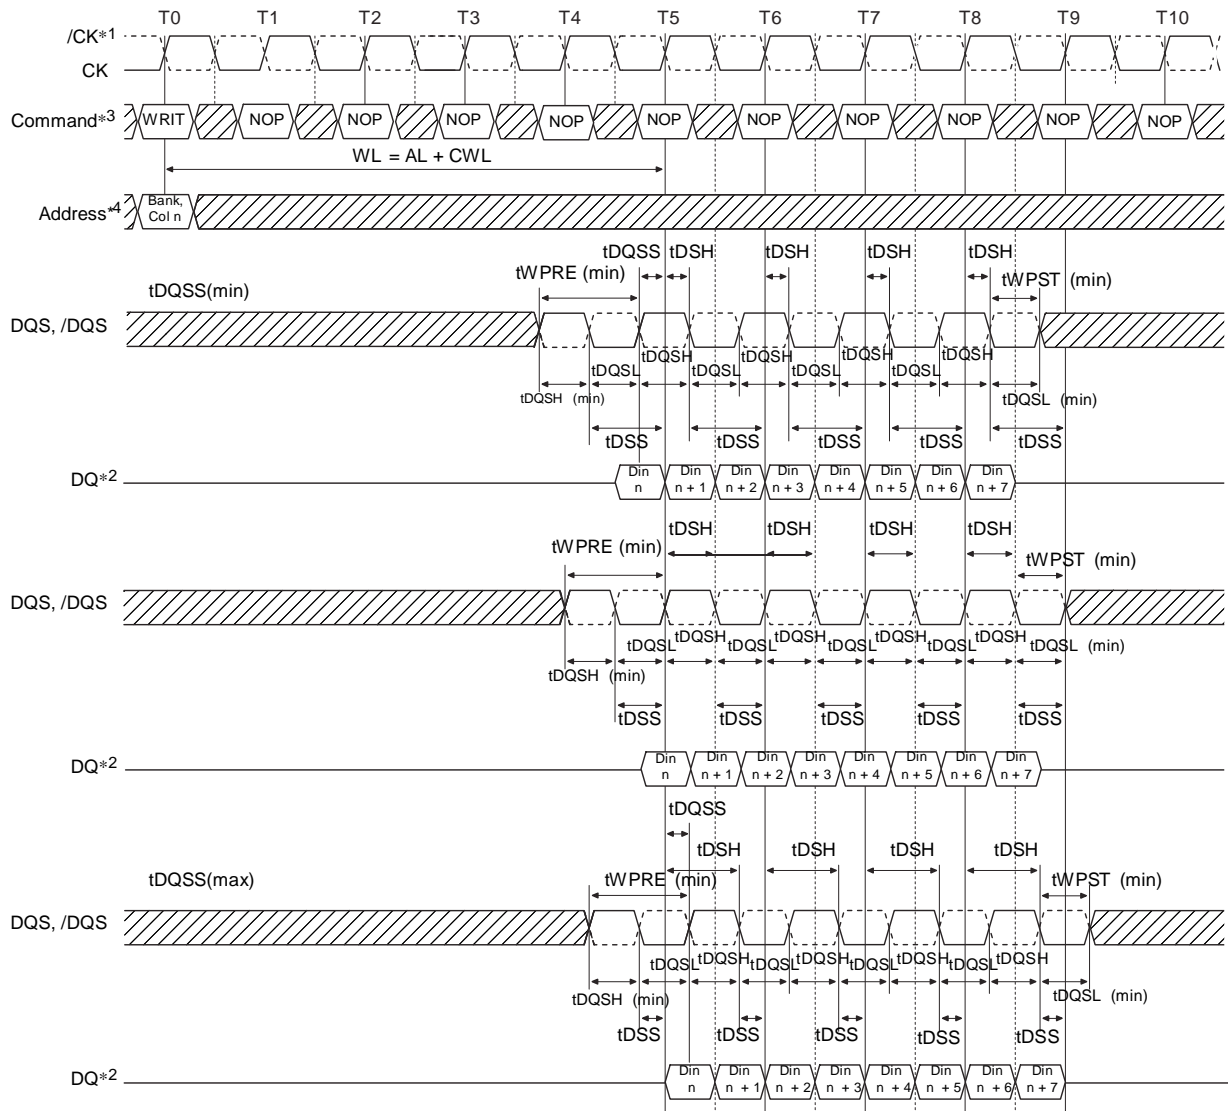 T0 T1 T2 T3 T4 T5 T6 T7 T8 T9 T10
/CK*1
CK
Command*3 WRIT NOP NOP NOP NOP NOP NOP NOP NOP NOP NOP
WL = AL + CWL
Address*4 Bank, Col n
tDQSS tDSH tDSH tDSH tDSH
tDQSS(min) tWPRE (min) tWPST (min)
DQS, /DQS
tDQSH tDQSH tDQSH tDQSH
tDQSL tDQSL tDQSL tDQSL
tDQSH (min) tDQSL (min)
tDSS tDSS tDSS tDSS tDSS
DQ*2 Din n Din n + 1 Din n + 2 Din n + 3 Din n + 4 Din n + 5 Din n + 6 Din n + 7
tDSH tDSH tDSH tDSH
tWPRE (min) tWPST (min)
DQS, /DQS
tDQSL tDQSH tDQSL tDQSH tDQSL tDQSH tDQSL tDQSH tDQSL (min)
tDQSH (min)
tDSS tDSS tDSS tDSS tDSS
DQ*2 Din n Din n + 1 Din n + 2 Din n + 3 Din n + 4 Din n + 5 Din n + 6 Din n + 7
tDQSS
tDSH tDSH tDSH tDSH
tDQSS(max) tWPRE (min) tWPST (min)
DQS, /DQS
tDQSL tDQSH tDQSL tDQSH tDQSL tDQSH tDQSL tDQSH
tDQSH (min) tDQSL (min)
tDSS tDSS tDSS tDSS tDSS
DQ*2 Din n Din n + 1 Din n + 2 Din n + 3 Din n + 4 Din n + 5 Din n + 6 Din n + 7